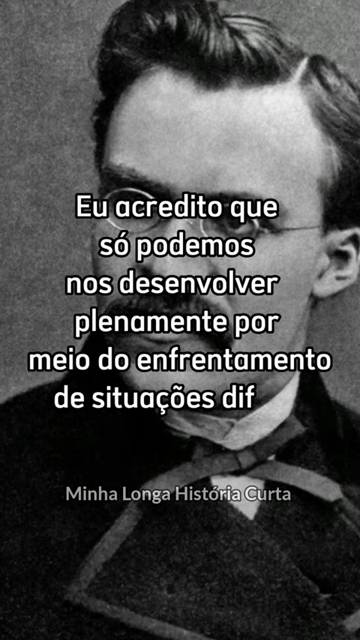 Eu acredito que
só podemos
nos desenvolver
plenamente por
meio do enfrentamento
de situações dif
Minha Longa História Curta